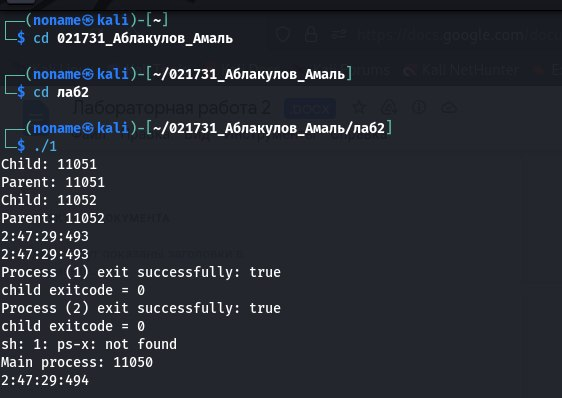 (noname㉿kali)-[~]
$ cd 021731_Аблакулов_Амаль
(noname㉿kali)-[~/021731_Аблакулов_Амаль]
$ cd лаб2
Лабораторная работа 2
(noname㉿kali)-[~/021731_Аблакулов_Амаль/лаб2]
$ ./1
Child: 11051
Parent: 11051
Child: 11052
Parent: 11052
2:47:29:493
2:47:29:493
Process (1) exit successfully: true
child exitcode = 0
Process (2) exit successfully: true
child exitcode = 0
sh: 1: ps-x: not found
Main process: 11050
2:47:29:494